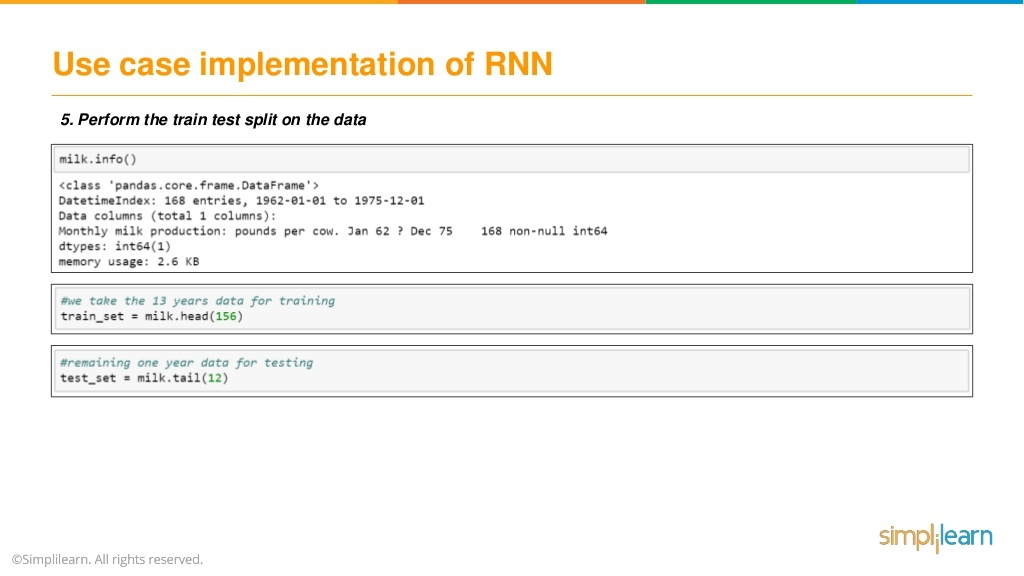 Use case implementation of RNN
5. Perform the train test split on the data
milk.info()
<class 'pandas.core.frame.DataFrame'>
DatetimeIndex: 168 entries, 1962-01-01 to 1975-12-01
Data columns (total 1 columns):
Monthly milk production: pounds per cow. Jan 62 ? Dec 75    168 non-null int64
dtypes: int64(1)
memory usage: 2.6 KB
#we take the 13 years data for training
train_set = milk.head(156)
#remaining one year data for testing
test_set = milk.tail(12)
simplilearn
©Simplilearn. All rights reserved.